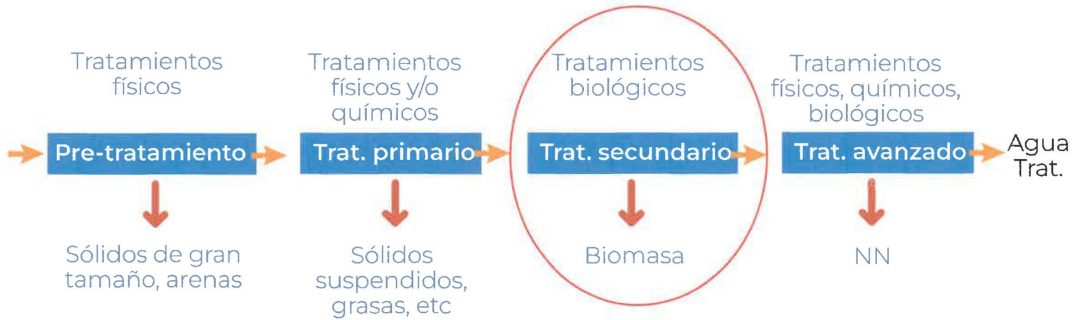 Tratamientos
físicos
Tratamientos
físicos y/o
químicos
Tratamientos
biológicos
Tratamientos
físicos, químicos,
biológicos
Pre-tratamiento
Trat. primario
Trat. secundario
Trat. avanzado
Agua
Trat.
Sólidos de gran
tamaño, arenas
Sólidos
suspendidos,
grasas, etc
Biomasa
NN